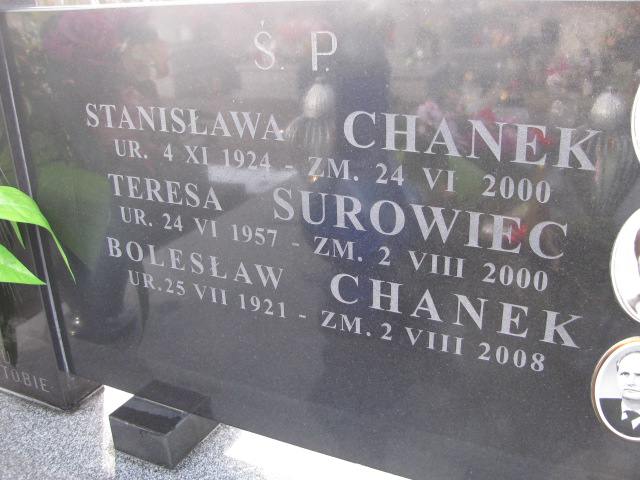 Ś. P.
STANISŁAWA CHANEK
UR. 4 XI 1924 - ZM. 24 VI 2000
TERESA SUROWIEC
UR. 24 VI 1957 - ZM. 2 VIII 2000
BOLESŁAW CHANEK
UR. 25 VII 1921 - ZM. 2 VIII 2008
TOBIE